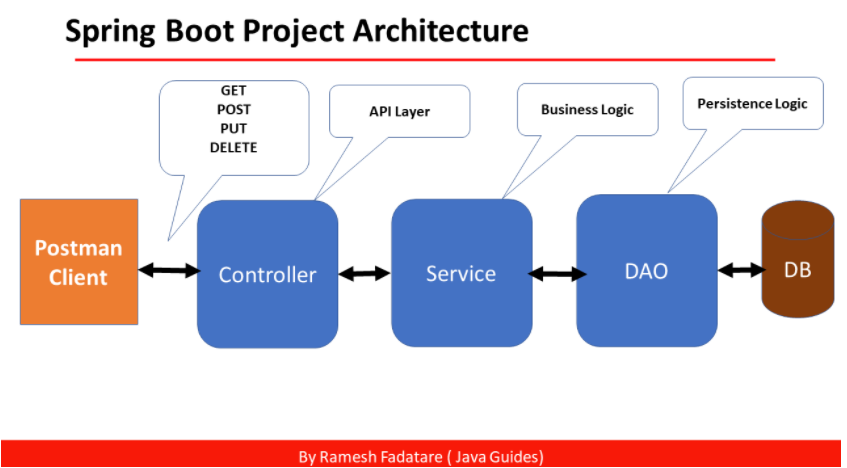 Spring Boot Project Architecture
GET
POST
PUT
DELETE
API Layer
Business Logic
Persistence Logic
Postman
Client
Controller
Service
DAO
DB
By Ramesh Fadatare ( Java Guides)